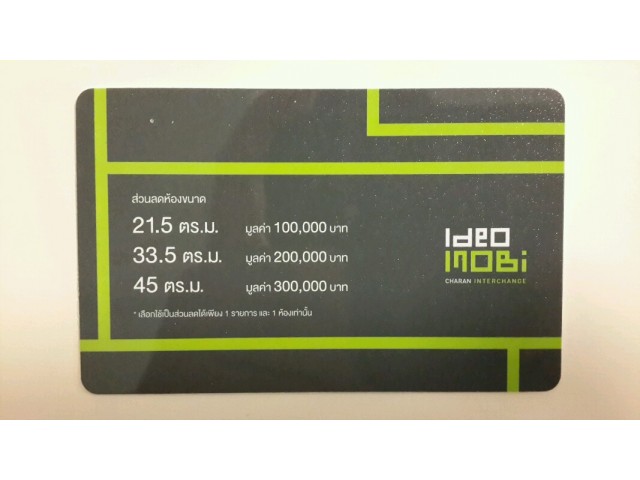 ส่วนลดห้องขนาด
21.5 ตร.ม. มูลค่า 100,000 บาท
33.5 ตร.ม. มูลค่า 200,000 บาท
45 ตร.ม. มูลค่า 300,000 บาท
* เลือกใช้เป็นส่วนลดได้เพียง 1 รายการ และ 1 ห้องเท่านั้น
Ideo
MOBi
CHARAN INTERCHANGE